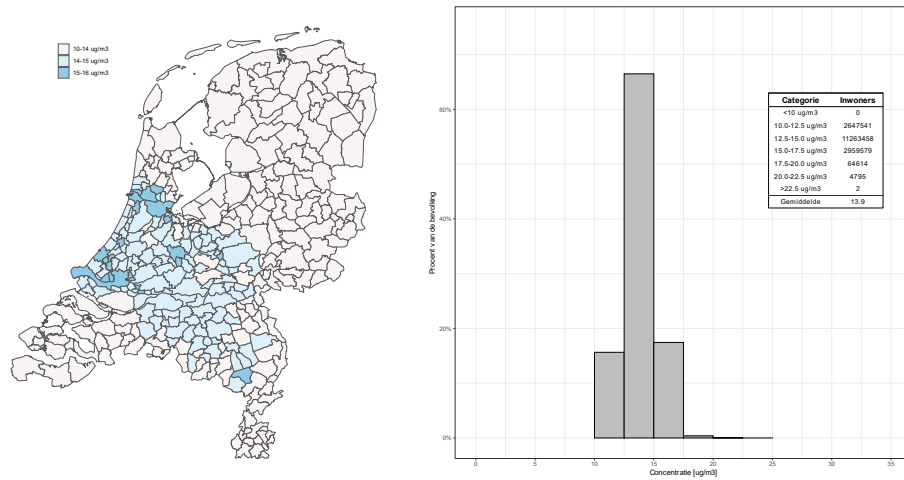 10-14 ug/m3
14-15 ug/m3
15-16 ug/m3
Procent van de bevolking
60%
40%
20%
0%
Categorie Inwoners
<10 ug/m3 0
10.0-12.5 ug/m3 2647541
12.5-15.0 ug/m3 11263458
15.0-17.5 ug/m3 2959579
17.5-20.0 ug/m3 64614
20.0-22.5 ug/m3 4795
>22.5 ug/m3 2
Gemiddelde 13.9
0 5 10 15 20 25 30 35
Concentratie [ug/m3]